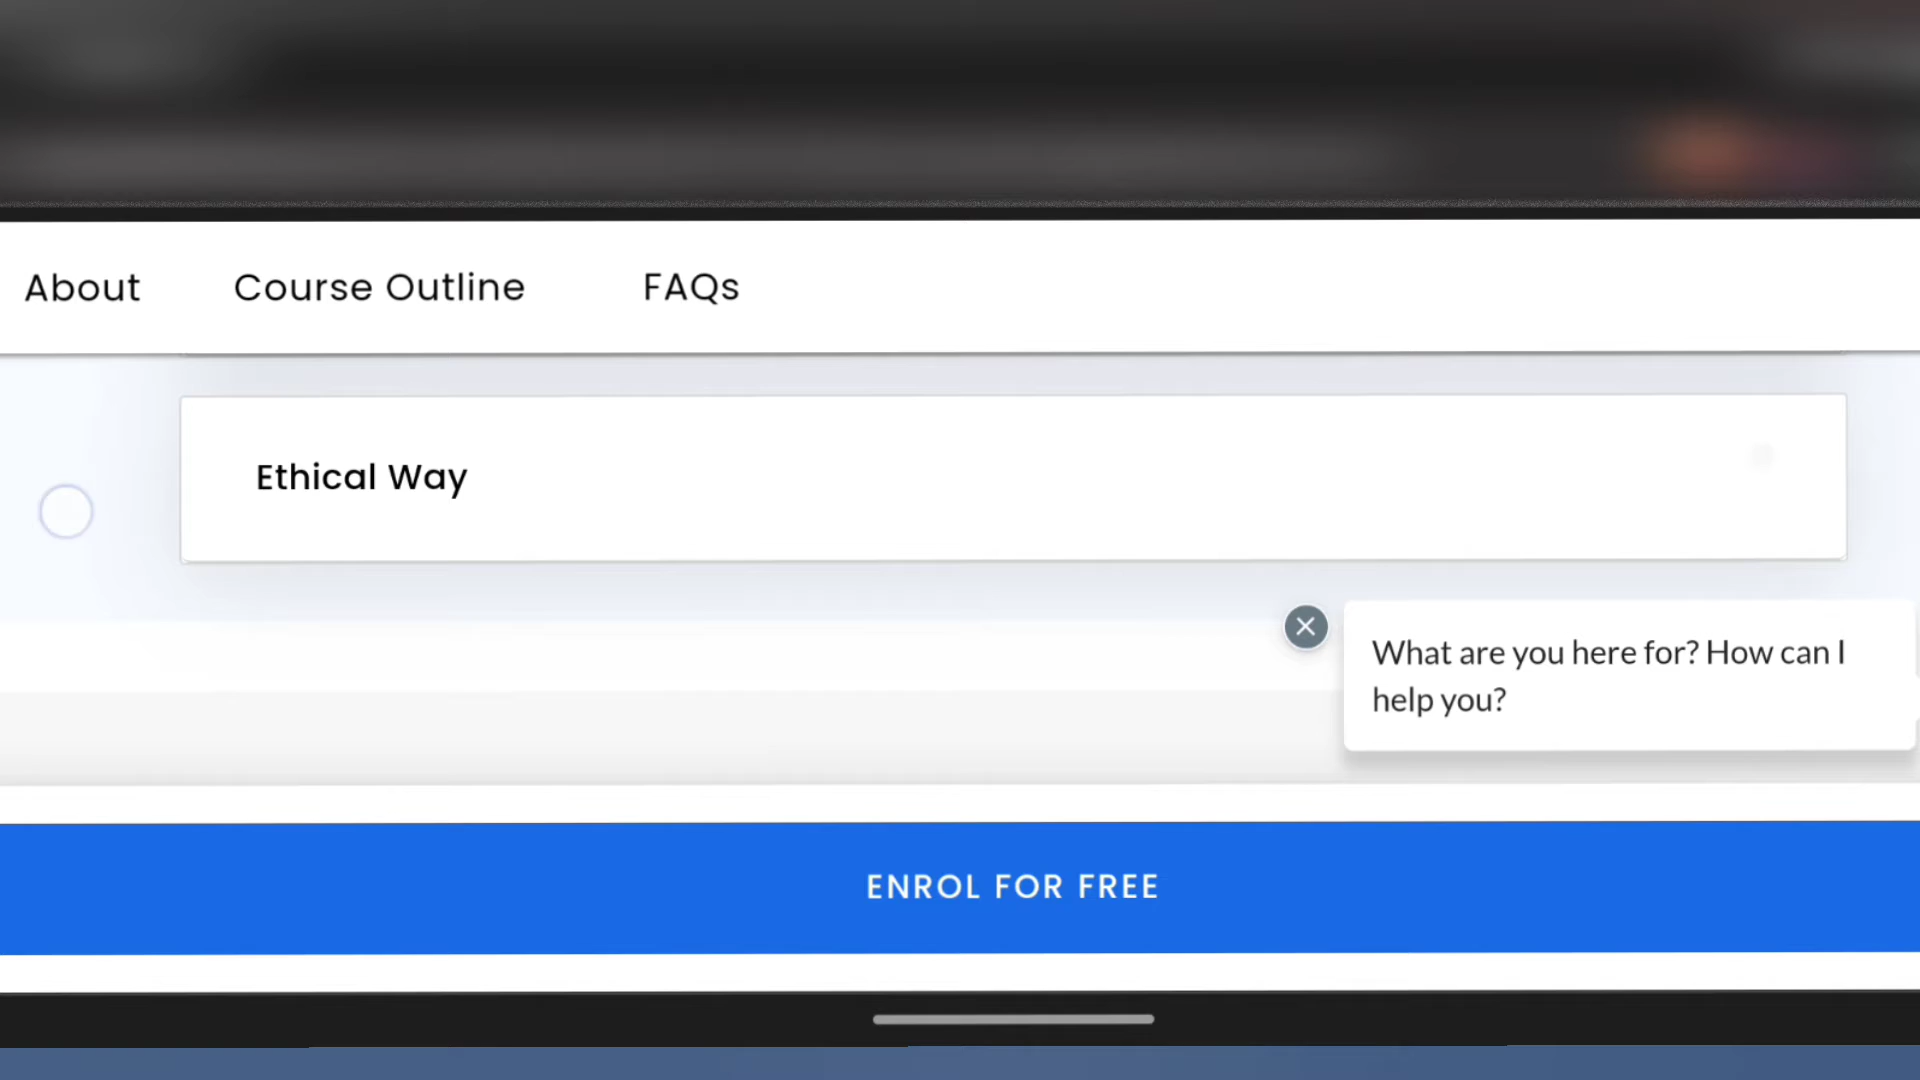 About Course Outline FAQs
Ethical Way
What are you here for? How can I
help you?
ENROL FOR FREE